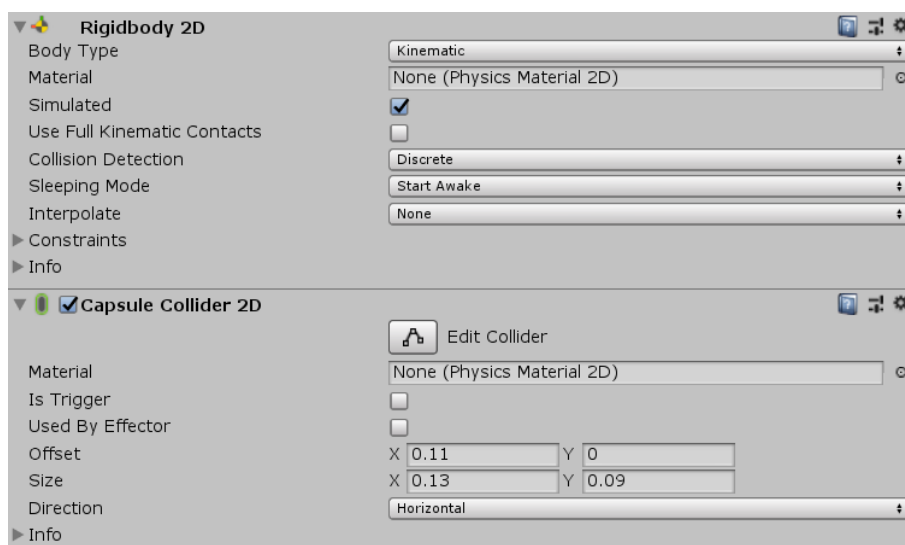 Rigidbody 2D
Body Type Kinematic
Material None (Physics Material 2D)
Simulated
Use Full Kinematic Contacts
Collision Detection Discrete
Sleeping Mode Start Awake
Interpolate None
Constraints
Info
Capsule Collider 2D
Edit Collider
Material None (Physics Material 2D)
Is Trigger
Used By Effector
Offset X 0.11 Y 0
Size X 0.13 Y 0.09
Direction Horizontal
Info